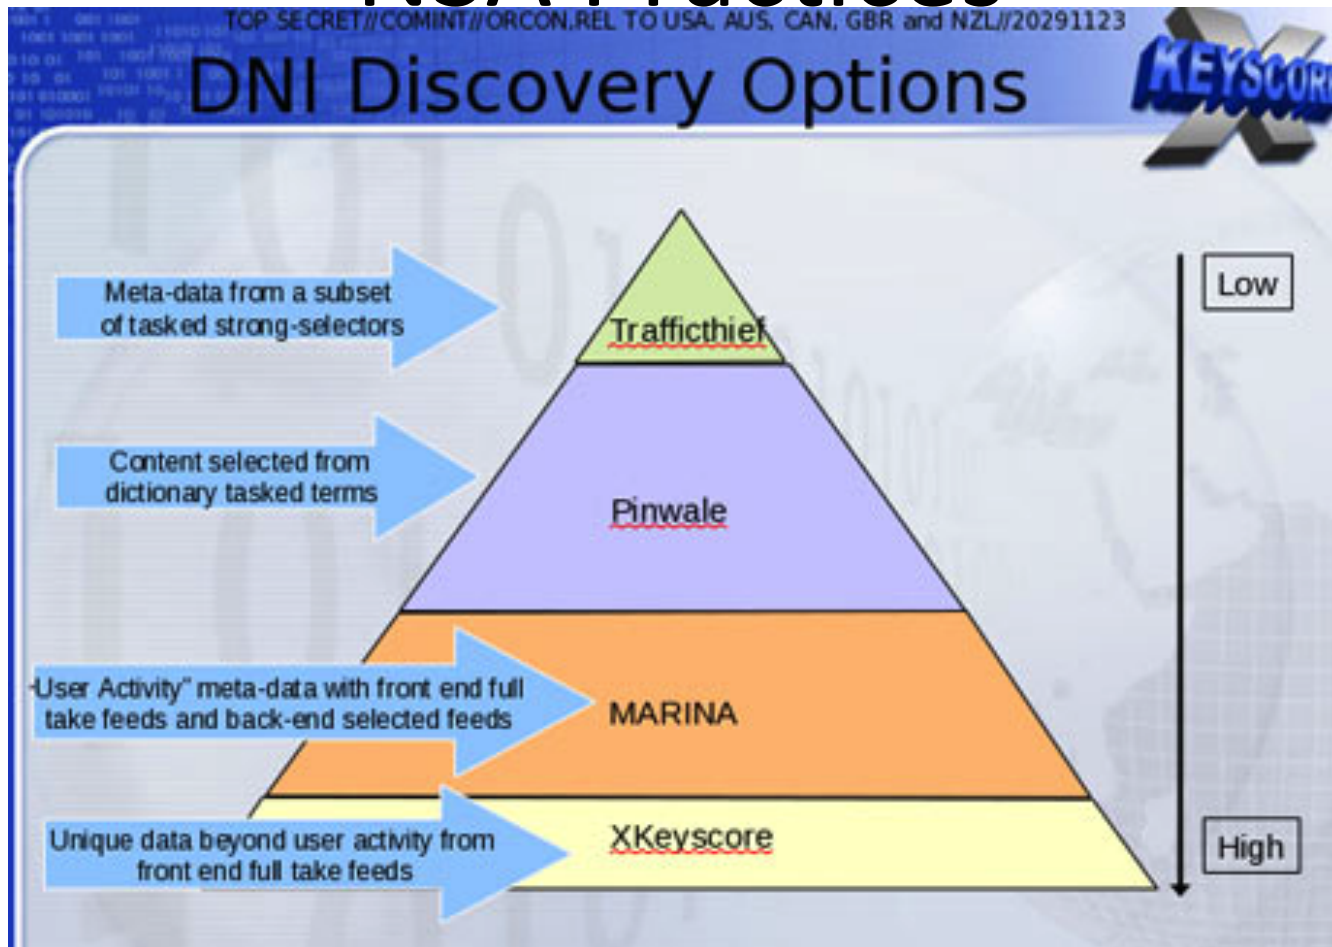 NSA Practices
TOP SECRET//COMINT//ORCON,REL TO USA, AUS, CAN, GBR and NZL//20291123
DNI Discovery Options
X
KEYSCORE
Meta-data from a subset
of tasked strong-selectors
Trafficthief
Low
Content selected from
dictionary tasked terms
Pinwale
"User Activity" meta-data with front end full
take feeds and back-end selected feeds
MARINA
Unique data beyond user activity from
front end full take feeds
XKeyscore
High